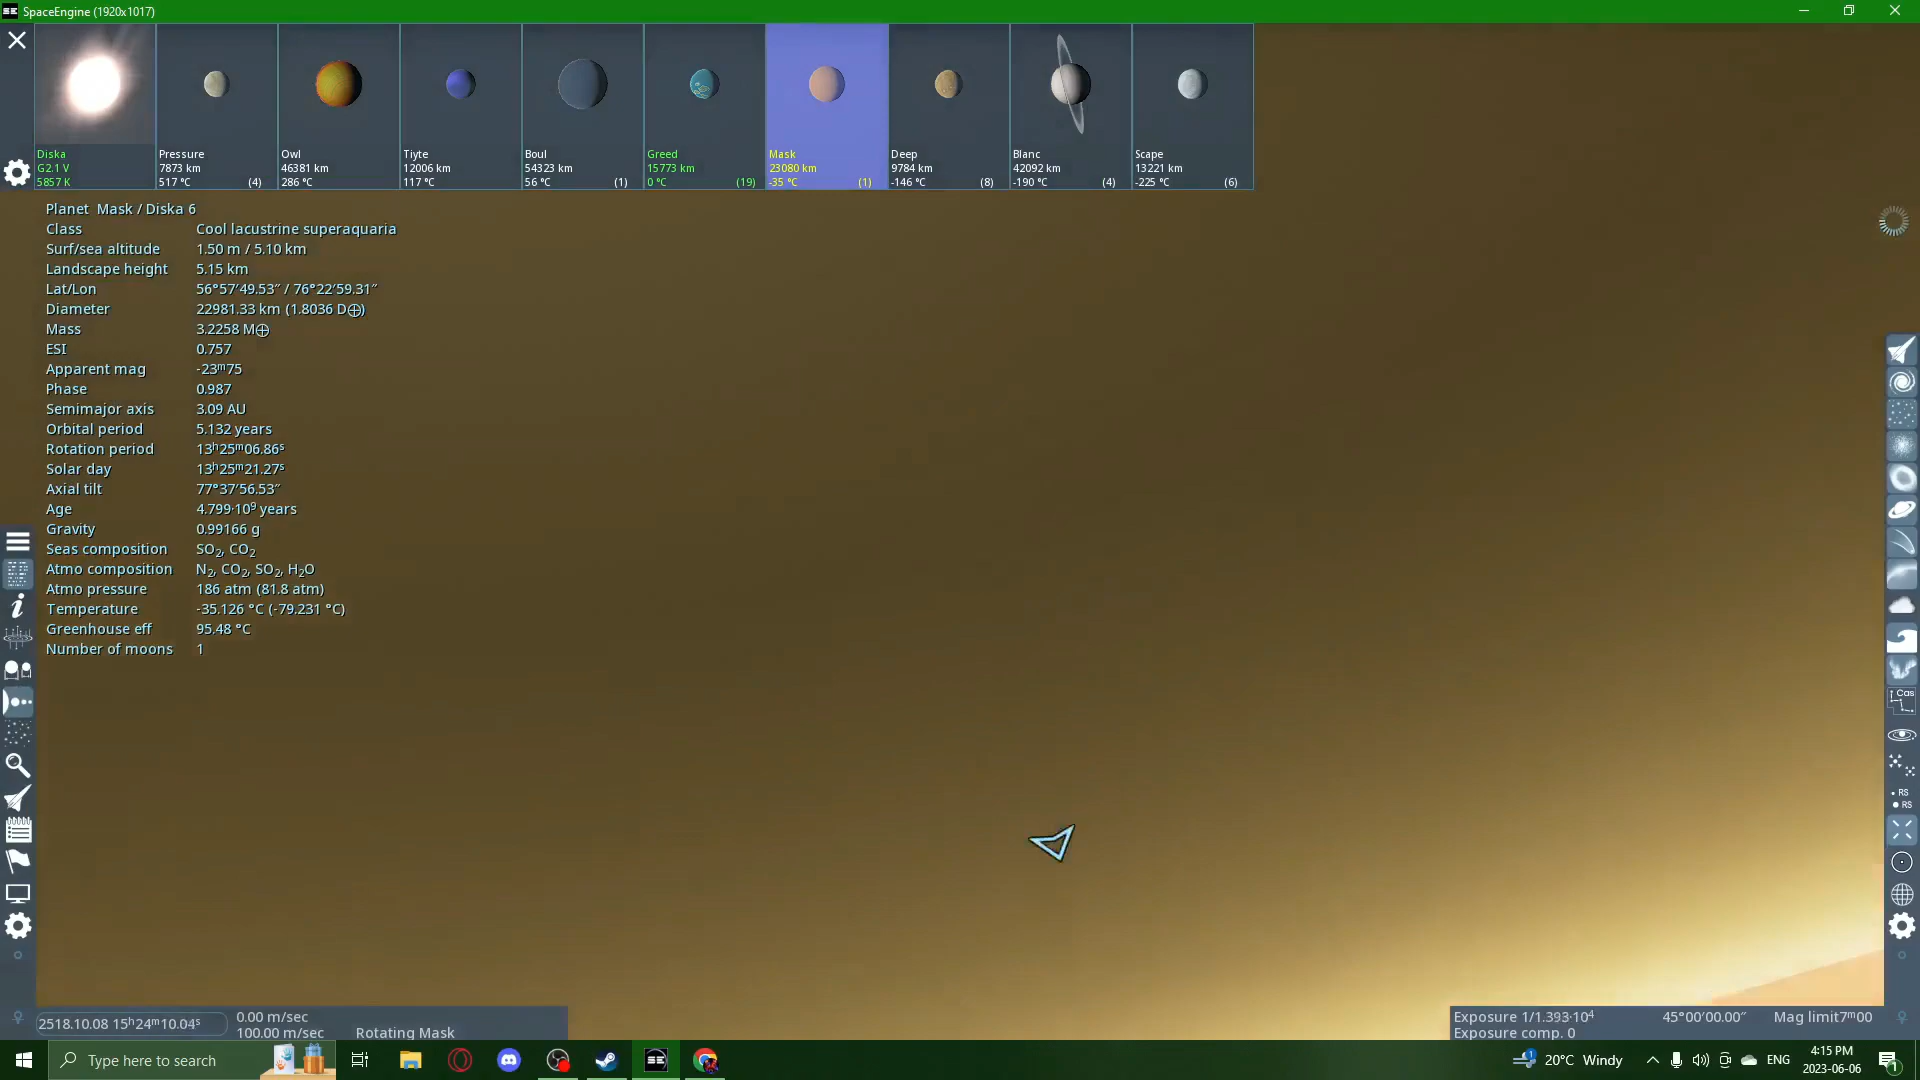 SpaceEngine (1920x1017)
Diska
G2.1 V
5857 K
Pressure
7873 km
517 °C (4)
Owl
46381 km
286 °C
Tiyte
12006 km
117 °C
Boul
54323 km
56 °C (1)
Greed
15773 km
0 °C (19)
Mask
23080 km
-35 °C (1)
Deep
9784 km
-146 °C (8)
Blanc
42092 km
-190 °C (4)
Scape
13221 km
-225 °C (6)
Planet Mask / Diska 6
Class Cool lacustrine superaquaria
Surf/sea altitude 1.50 m / 5.10 km
Landscape height 5.15 km
Lat/Lon 56°57′49.53″ / 76°22′59.31″
Diameter 22981.33 km (1.8036 D⊕)
Mass 3.2258 M⊕
ESI 0.757
Apparent mag -23ᵐ75
Phase 0.987
Semimajor axis 3.09 AU
Orbital period 5.132 years
Rotation period 13ʰ25ᵐ06.86ˢ
Solar day 13ʰ25ᵐ21.27ˢ
Axial tilt 77°37′56.53″
Age 4.799·10⁹ years
Gravity 0.99166 g
Seas composition SO₂, CO₂
Atmo composition N₂, CO₂, SO₂, H₂O
Atmo pressure 186 atm (81.8 atm)
Temperature -35.126 °C (-79.231 °C)
Greenhouse eff 95.48 °C
Number of moons 1
Cas
RS
RS
2518.10.08 15ʰ24ᵐ10.04ˢ
0.00 m/sec
100.00 m/sec Rotating Mask
Exposure 1/1.393·10⁴ 45°00′00.00″ Mag limit7ᵐ00
Exposure comp. 0
Type here to search
SE
20°C Windy
ENG
4:15 PM
2023-06-06
1